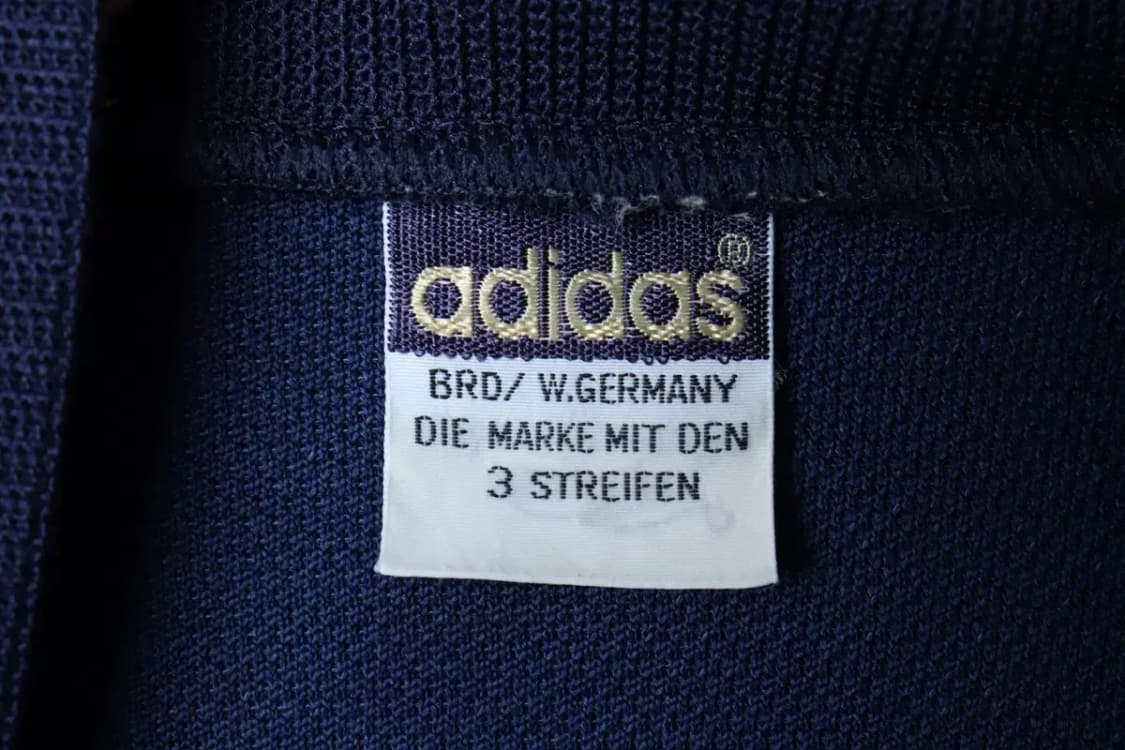 adidas®
BRD/ W.GERMANY
DIE MARKE MIT DEN
3 STREIFEN